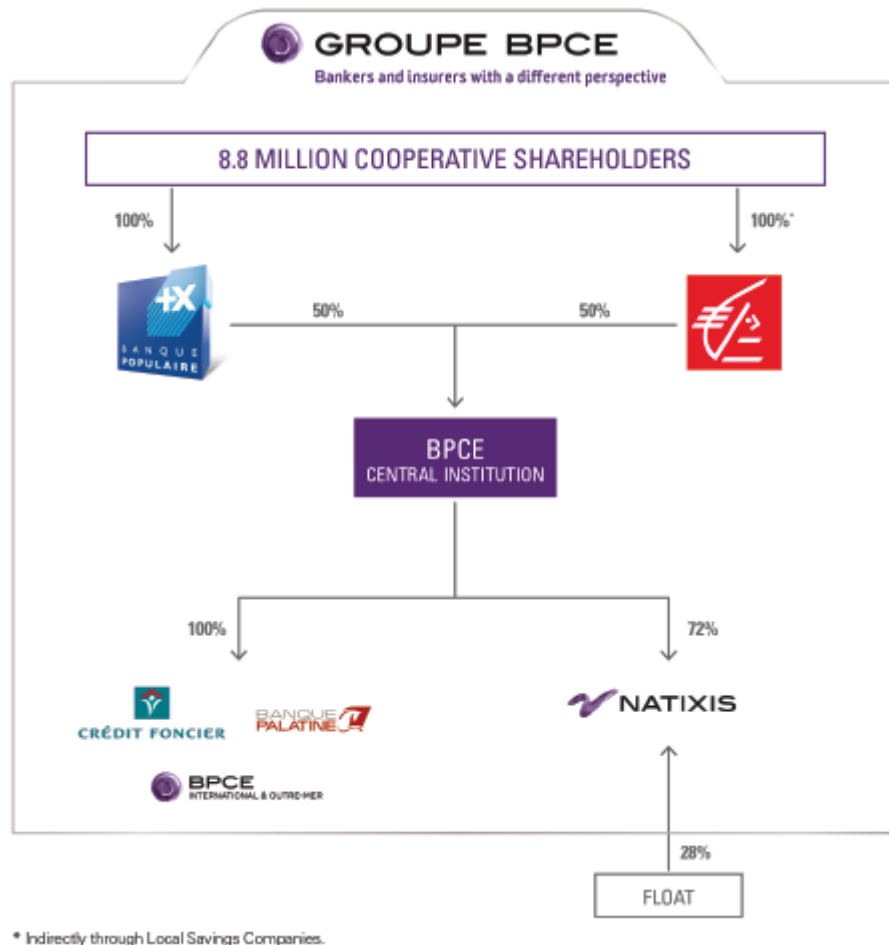 GROUPE BPCE
Bankers and insurers with a different perspective
8.8 MILLION COOPERATIVE SHAREHOLDERS
100%
100%*
+X
BANQUE
POPULAIRE
50%
50%
BPCE
CENTRAL INSTITUTION
100%
72%
CRÉDIT FONCIER
BANQUE
PALATINE
NATIXIS
BPCE
INTERNATIONAL & OUTRE-MER
28%
FLOAT
* Indirectly through Local Savings Companies.